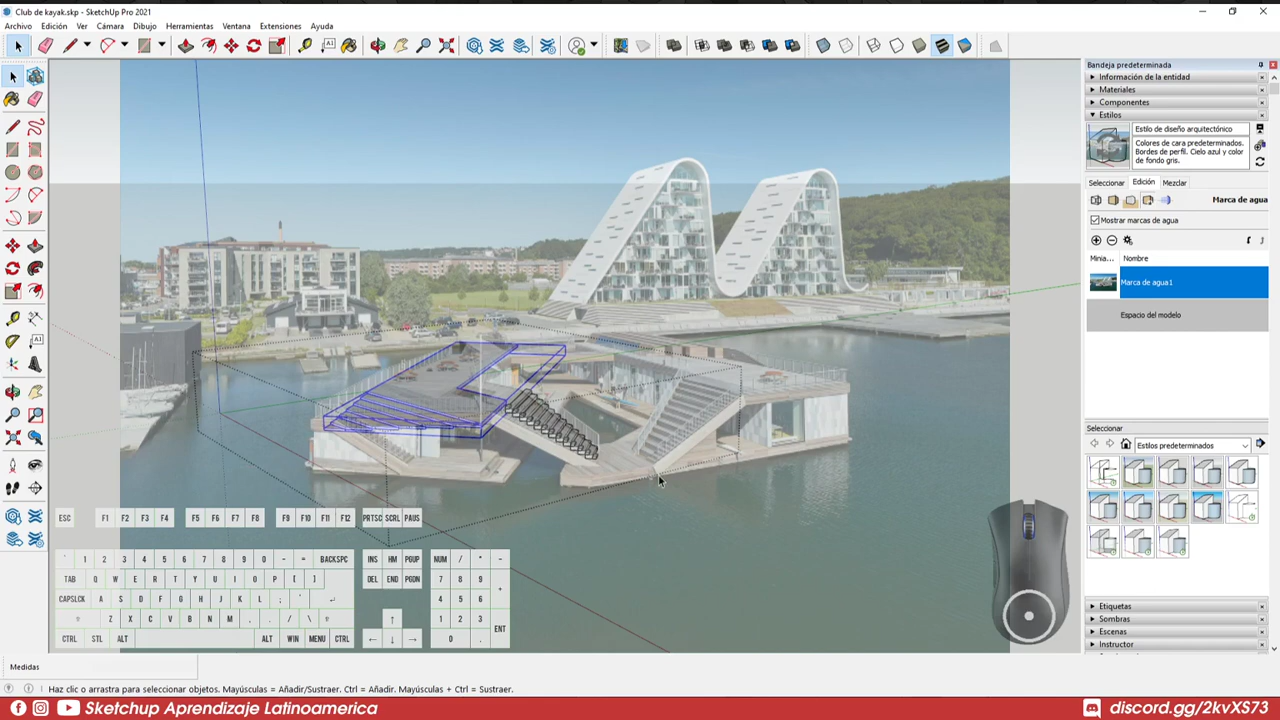 Club de kayak.skp - SketchUp Pro 2021
Archivo Edición Ver Cámara Dibujo Herramientas Ventana Extensiones Ayuda
Bandeja predeterminada
Información de la entidad
Materiales
Componentes
Estilos
Estilo de diseño arquitectónico
Colores de cara predeterminados.
Bordes de perfil. Cielo azul y color
de fondo gris.
Seleccionar Edición Mezclar
Marca de agua
Mostrar marcas de agua
Minia... Nombre
Marca de agua1
Espacio del modelo
Seleccionar
Estilos predeterminados
Etiquetas
Sombras
Escenas
Instructor
ESC F1 F2 F3 F4 F5 F6 F7 F8 F9 F10 F11 F12 PRTSC SCRL PAUS
` 1 2 3 4 5 6 7 8 9 0 - = BACKSPC INS HM PGUP NUM / * -
TAB Q W E R T Y U I O P [ ] DEL END PGDN 7 8 9 +
CAPSLCK A S D F G H J K L ; ' 4 5 6
Z X C V B N M , . / \ 1 2 3 ENT
CTRL STL ALT ALT WIN MENU CTRL 0 .
Medidas
Haz clic o arrastra para seleccionar objetos. Mayúsculas = Añadir/Sustraer. Ctrl = Añadir. Mayúsculas + Ctrl = Sustraer.
Sketchup Aprendizaje Latinoamerica
discord.gg/2kvXS73